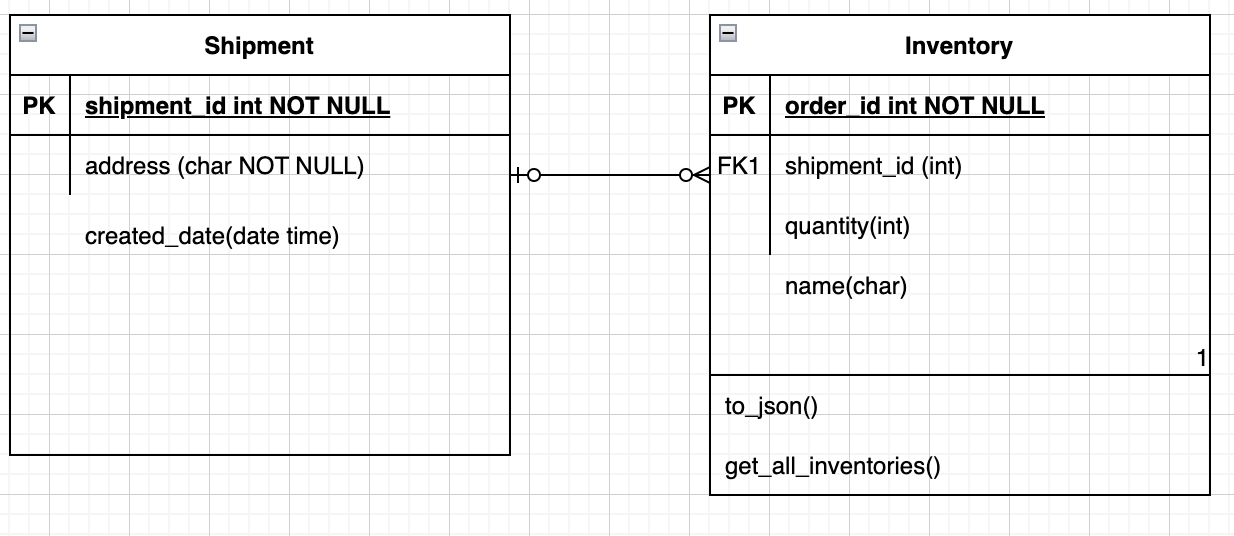 Shipment
PK shipment_id int NOT NULL
address (char NOT NULL)
created_date(date time)
Inventory
PK order_id int NOT NULL
FK1 shipment_id (int)
quantity(int)
name(char)
1
to_json()
get_all_inventories()